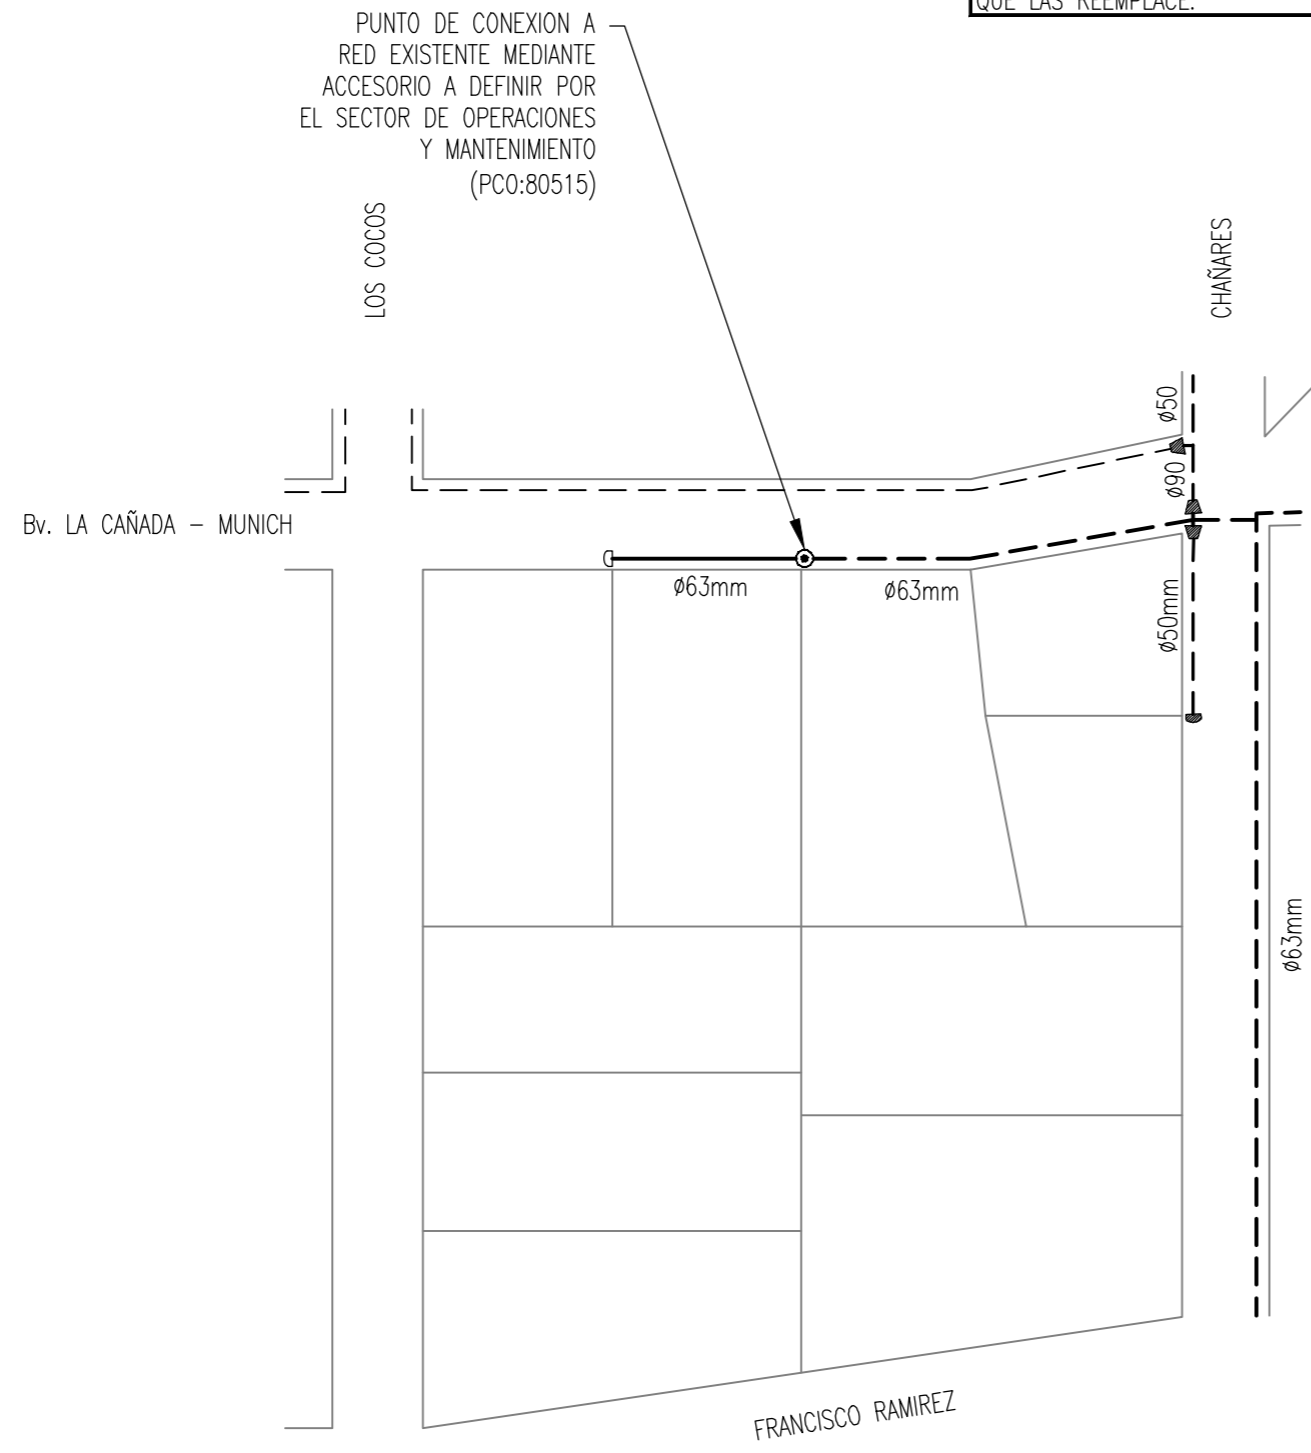 QUE LAS REEMPLACE.
PUNTO DE CONEXION A
RED EXISTENTE MEDIANTE
ACCESORIO A DEFINIR POR
EL SECTOR DE OPERACIONES
Y MANTENIMIENTO
(PCO:80515)
LOS COCOS
CHAÑARES
ø50
ø90
Bv. LA CAÑADA - MUNICH
ø63mm
ø63mm
ø50mm
ø63mm
FRANCISCO RAMIREZ